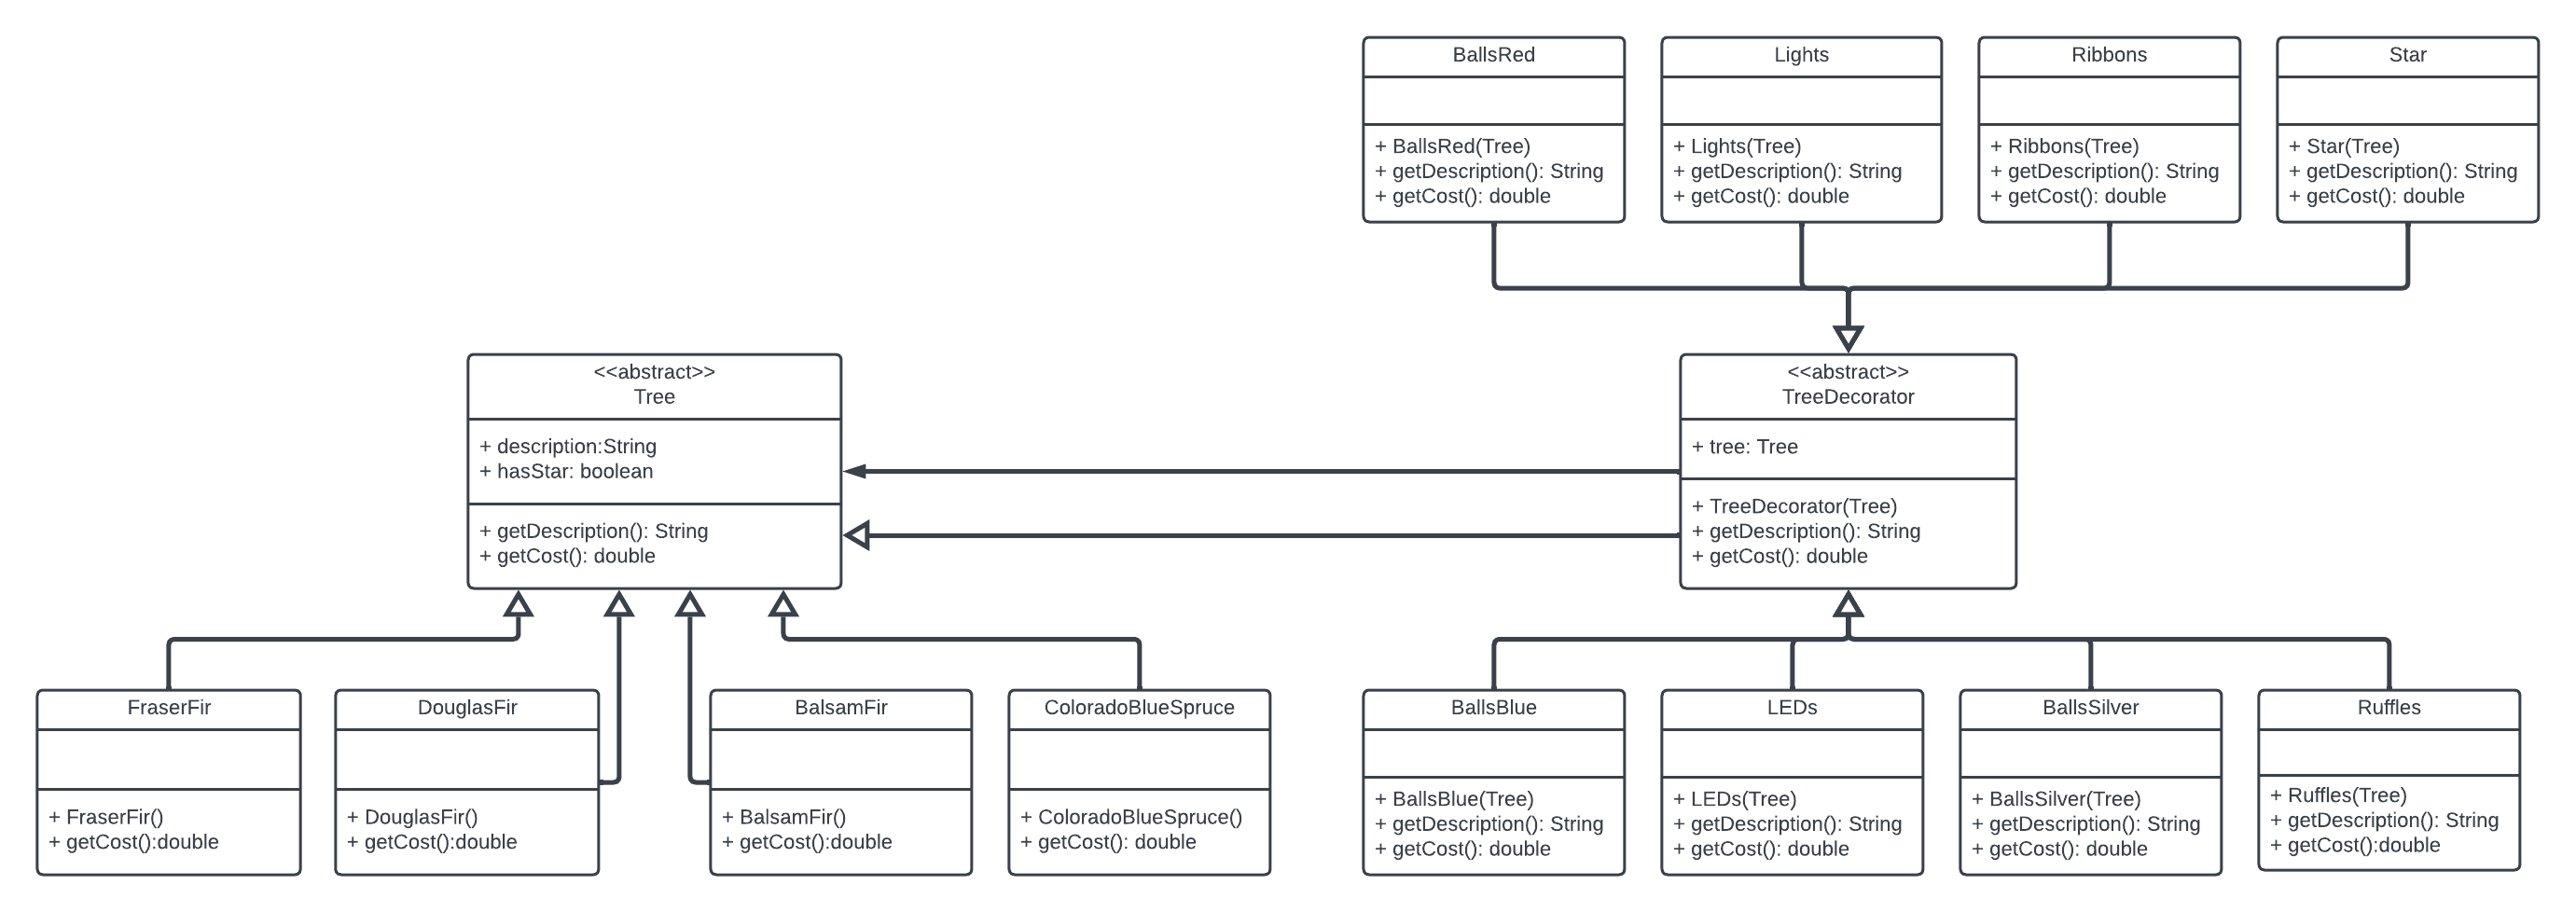 BallsRed
+ BallsRed(Tree)
+ getDescription(): String
+ getCost(): double
Lights
+ Lights(Tree)
+ getDescription(): String
+ getCost(): double
Ribbons
+ Ribbons(Tree)
+ getDescription(): String
+ getCost(): double
Star
+ Star(Tree)
+ getDescription(): String
+ getCost(): double
<<abstract>>
Tree
+ description:String
+ hasStar: boolean
+ getDescription(): String
+ getCost(): double
<<abstract>>
TreeDecorator
+ tree: Tree
+ TreeDecorator(Tree)
+ getDescription(): String
+ getCost(): double
FraserFir
+ FraserFir()
+ getCost():double
DouglasFir
+ DouglasFir()
+ getCost():double
BalsamFir
+ BalsamFir()
+ getCost():double
ColoradoBlueSpruce
+ ColoradoBlueSpruce()
+ getCost(): double
BallsBlue
+ BallsBlue(Tree)
+ getDescription(): String
+ getCost(): double
LEDs
+ LEDs(Tree)
+ getDescription(): String
+ getCost(): double
BallsSilver
+ BallsSilver(Tree)
+ getDescription(): String
+ getCost(): double
Ruffles
+ Ruffles(Tree)
+ getDescription(): String
+ getCost():double